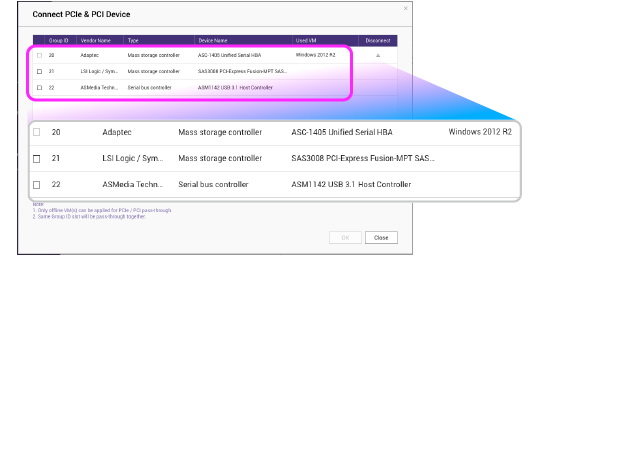 Connect PCIe & PCI Device
Group ID Vendor Name Type Device Name Used VM Disconnect
20 Adaptec Mass storage controller ASC-1405 Unified Serial HBA Windows 2012 R2
21 LSI Logic / Sym... Mass storage controller SAS3008 PCI-Express Fusion-MPT SAS...
22 ASMedia Techn... Serial bus controller ASM1142 USB 3.1 Host Controller
20 Adaptec Mass storage controller ASC-1405 Unified Serial HBA Windows 2012 R2
21 LSI Logic / Sym... Mass storage controller SAS3008 PCI-Express Fusion-MPT SAS...
22 ASMedia Techn... Serial bus controller ASM1142 USB 3.1 Host Controller
Note:
1. Only offline VM(s) can be applied for PCIe / PCI pass-through.
2. Same Group ID slot will be pass-through together.
OK Close